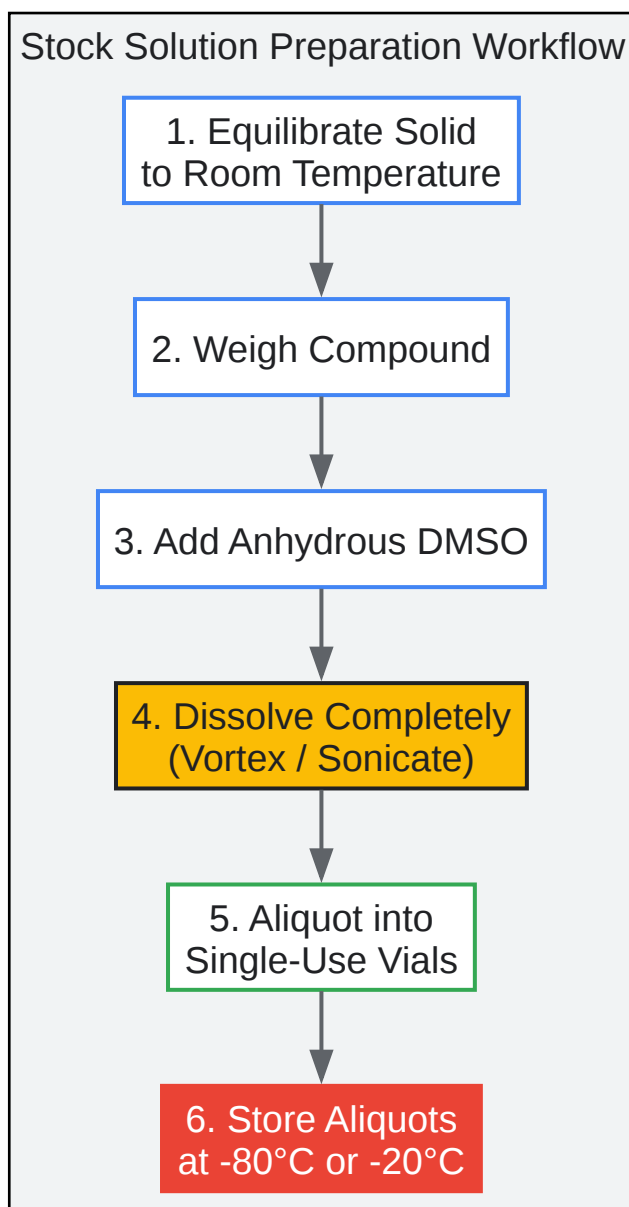 Stock Solution Preparation Workflow
1. Equilibrate Solid
to Room Temperature
2. Weigh Compound
3. Add Anhydrous DMSO
4. Dissolve Completely
(Vortex / Sonicate)
5. Aliquot into
Single-Use Vials
6. Store Aliquots
at -80°C or -20°C